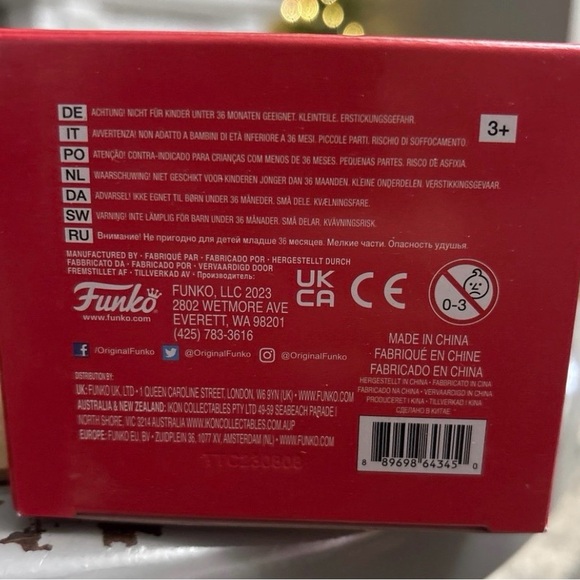 DE ACHTUNG! NICHT FÜR KINDER UNTER 36 MONATEN GEEIGNET. KLEINTEILE. ERSTICKUNGSGEFAHR.
IT AVVERTENZA! NON ADATTO A BAMBINI DI ETÀ INFERIORE A 36 MESI. PICCOLE PARTI. RISCHIO DI SOFFOCAMENTO.
3+
PO ATENÇÃO! CONTRA-INDICADO PARA CRIANÇAS COM MENOS DE 36 MESES. PEQUENAS PARTES. RISCO DE ASFIXIA.
NL WAARSCHUWING! NIET GESCHIKT VOOR KINDEREN JONGER DAN 36 MAANDEN. KLEINE ONDERDELEN. VERSTIKKINGSGEVAAR.
DA ADVARSEL! IKKE EGNET TIL BØRN UNDER 36 MÅNEDER. SMÅ DELE. KVÆLNINGSFARE.
SW VARNING! INTE LÄMPLIG FÖR BARN UNDER 36 MÅNADER. SMÅ DELAR. KVÄVNINGSRISK.
RU Внимание! Не пригодно для детей младше 36 месяцев. Мелкие части. Опасность удушья.
MANUFACTURED BY • FABRIQUÉ PAR • FABRICADO POR • HERGESTELLT DURCH
FABBRICATO DA • FABRICADO POR • VERVAARDIGD DOOR
FREMSTILLET AF • TILLVERKAD AV • Производитель:
Funko
www.funko.com
FUNKO, LLC 2023
2802 WETMORE AVE
EVERETT, WA 98201
(425) 783-3616
UK
CA
CE
0-3
f /OriginalFunko @OriginalFunko @OriginalFunko
MADE IN CHINA
FABRIQUÉ EN CHINE
FABRICADO EN CHINA
HERGESTELLT IN CHINA • FABRICATO IN CINA
FABRICADO NA CHINA • VERVAARDIGD IN CHINA
PRODUCERET I KINA • TILLVERKAD I KINA
СДЕЛАНО В КИТАЕ
DISTRIBUTION BY:
UK: FUNKO UK, LTD • 1 QUEEN CAROLINE STREET, LONDON, W6 9YN (UK) • WWW.FUNKO.COM
AUSTRALIA & NEW ZEALAND: IKON COLLECTABLES PTY LTD 49-59 SEABEACH PARADE |
NORTH SHORE, VIC 3214 AUSTRALIA WWW.IKONCOLLECTABLES.COM.AU
EUROPE: FUNKO EU, BV • ZUIDPLEIN 36, 1077 XV, AMSTERDAM (NL) • WWW.FUNKO.COM
8 89698 64345 0